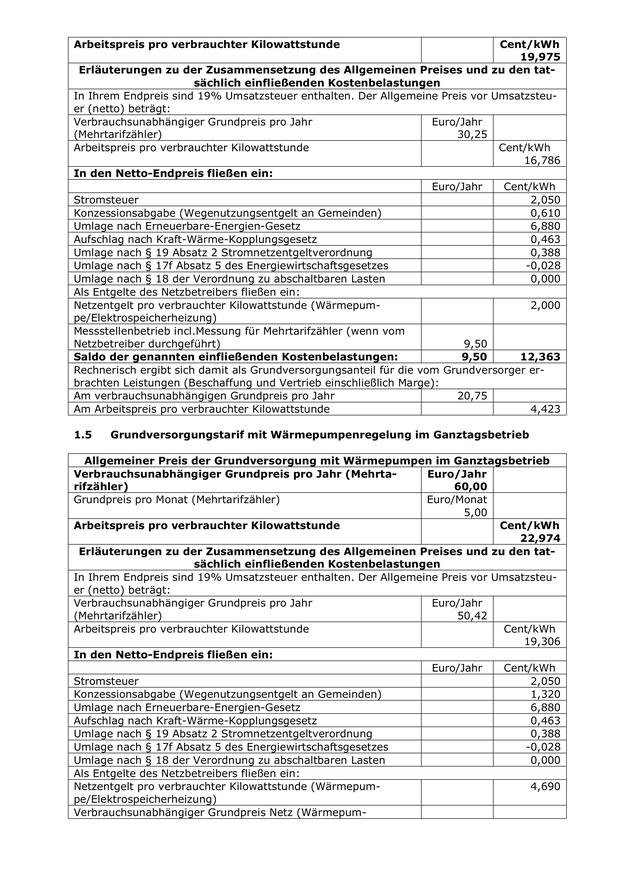 Arbeitspreis pro verbrauchter Kilowattstunde Cent/kWh
19,975
Erläuterungen zu der Zusammensetzung des Allgemeinen Preises und zu den tat-
sächlich einfließenden Kostenbelastungen
In Ihrem Endpreis sind 19% Umsatzsteuer enthalten. Der Allgemeine Preis vor Umsatzsteu-
er (netto) beträgt:
Verbrauchsunabhängiger Grundpreis pro Jahr Euro/Jahr
(Mehrtarifzähler) 30,25
Arbeitspreis pro verbrauchter Kilowattstunde Cent/kWh
16,786
In den Netto-Endpreis fließen ein:
Euro/Jahr Cent/kWh
Stromsteuer 2,050
Konzessionsabgabe (Wegenutzungsentgelt an Gemeinden) 0,610
Umlage nach Erneuerbare-Energien-Gesetz 6,880
Aufschlag nach Kraft-Wärme-Kopplungsgesetz 0,463
Umlage nach § 19 Absatz 2 Stromnetzentgeltverordnung 0,388
Umlage nach § 17f Absatz 5 des Energiewirtschaftsgesetzes -0,028
Umlage nach § 18 der Verordnung zu abschaltbaren Lasten 0,000
Als Entgelte des Netzbetreibers fließen ein:
Netzentgelt pro verbrauchter Kilowattstunde (Wärmepum- 2,000
pe/Elektrospeicherheizung)
Messstellenbetrieb incl.Messung für Mehrtarifzähler (wenn vom
Netzbetreiber durchgeführt) 9,50
Saldo der genannten einfließenden Kostenbelastungen: 9,50 12,363
Rechnerisch ergibt sich damit als Grundversorgungsanteil für die vom Grundversorger er-
brachten Leistungen (Beschaffung und Vertrieb einschließlich Marge):
Am verbrauchsunabhängigen Grundpreis pro Jahr 20,75
Am Arbeitspreis pro verbrauchter Kilowattstunde 4,423
1.5 Grundversorgungstarif mit Wärmepumpenregelung im Ganztagsbetrieb
Allgemeiner Preis der Grundversorgung mit Wärmepumpen im Ganztagsbetrieb
Verbrauchsunabhängiger Grundpreis pro Jahr (Mehrta- Euro/Jahr
rifzähler) 60,00
Grundpreis pro Monat (Mehrtarifzähler) Euro/Monat
5,00
Arbeitspreis pro verbrauchter Kilowattstunde Cent/kWh
22,974
Erläuterungen zu der Zusammensetzung des Allgemeinen Preises und zu den tat-
sächlich einfließenden Kostenbelastungen
In Ihrem Endpreis sind 19% Umsatzsteuer enthalten. Der Allgemeine Preis vor Umsatzsteu-
er (netto) beträgt:
Verbrauchsunabhängiger Grundpreis pro Jahr Euro/Jahr
(Mehrtarifzähler) 50,42
Arbeitspreis pro verbrauchter Kilowattstunde Cent/kWh
19,306
In den Netto-Endpreis fließen ein:
Euro/Jahr Cent/kWh
Stromsteuer 2,050
Konzessionsabgabe (Wegenutzungsentgelt an Gemeinden) 1,320
Umlage nach Erneuerbare-Energien-Gesetz 6,880
Aufschlag nach Kraft-Wärme-Kopplungsgesetz 0,463
Umlage nach § 19 Absatz 2 Stromnetzentgeltverordnung 0,388
Umlage nach § 17f Absatz 5 des Energiewirtschaftsgesetzes -0,028
Umlage nach § 18 der Verordnung zu abschaltbaren Lasten 0,000
Als Entgelte des Netzbetreibers fließen ein:
Netzentgelt pro verbrauchter Kilowattstunde (Wärmepum- 4,690
pe/Elektrospeicherheizung)
Verbrauchsunabhängiger Grundpreis Netz (Wärmepum-